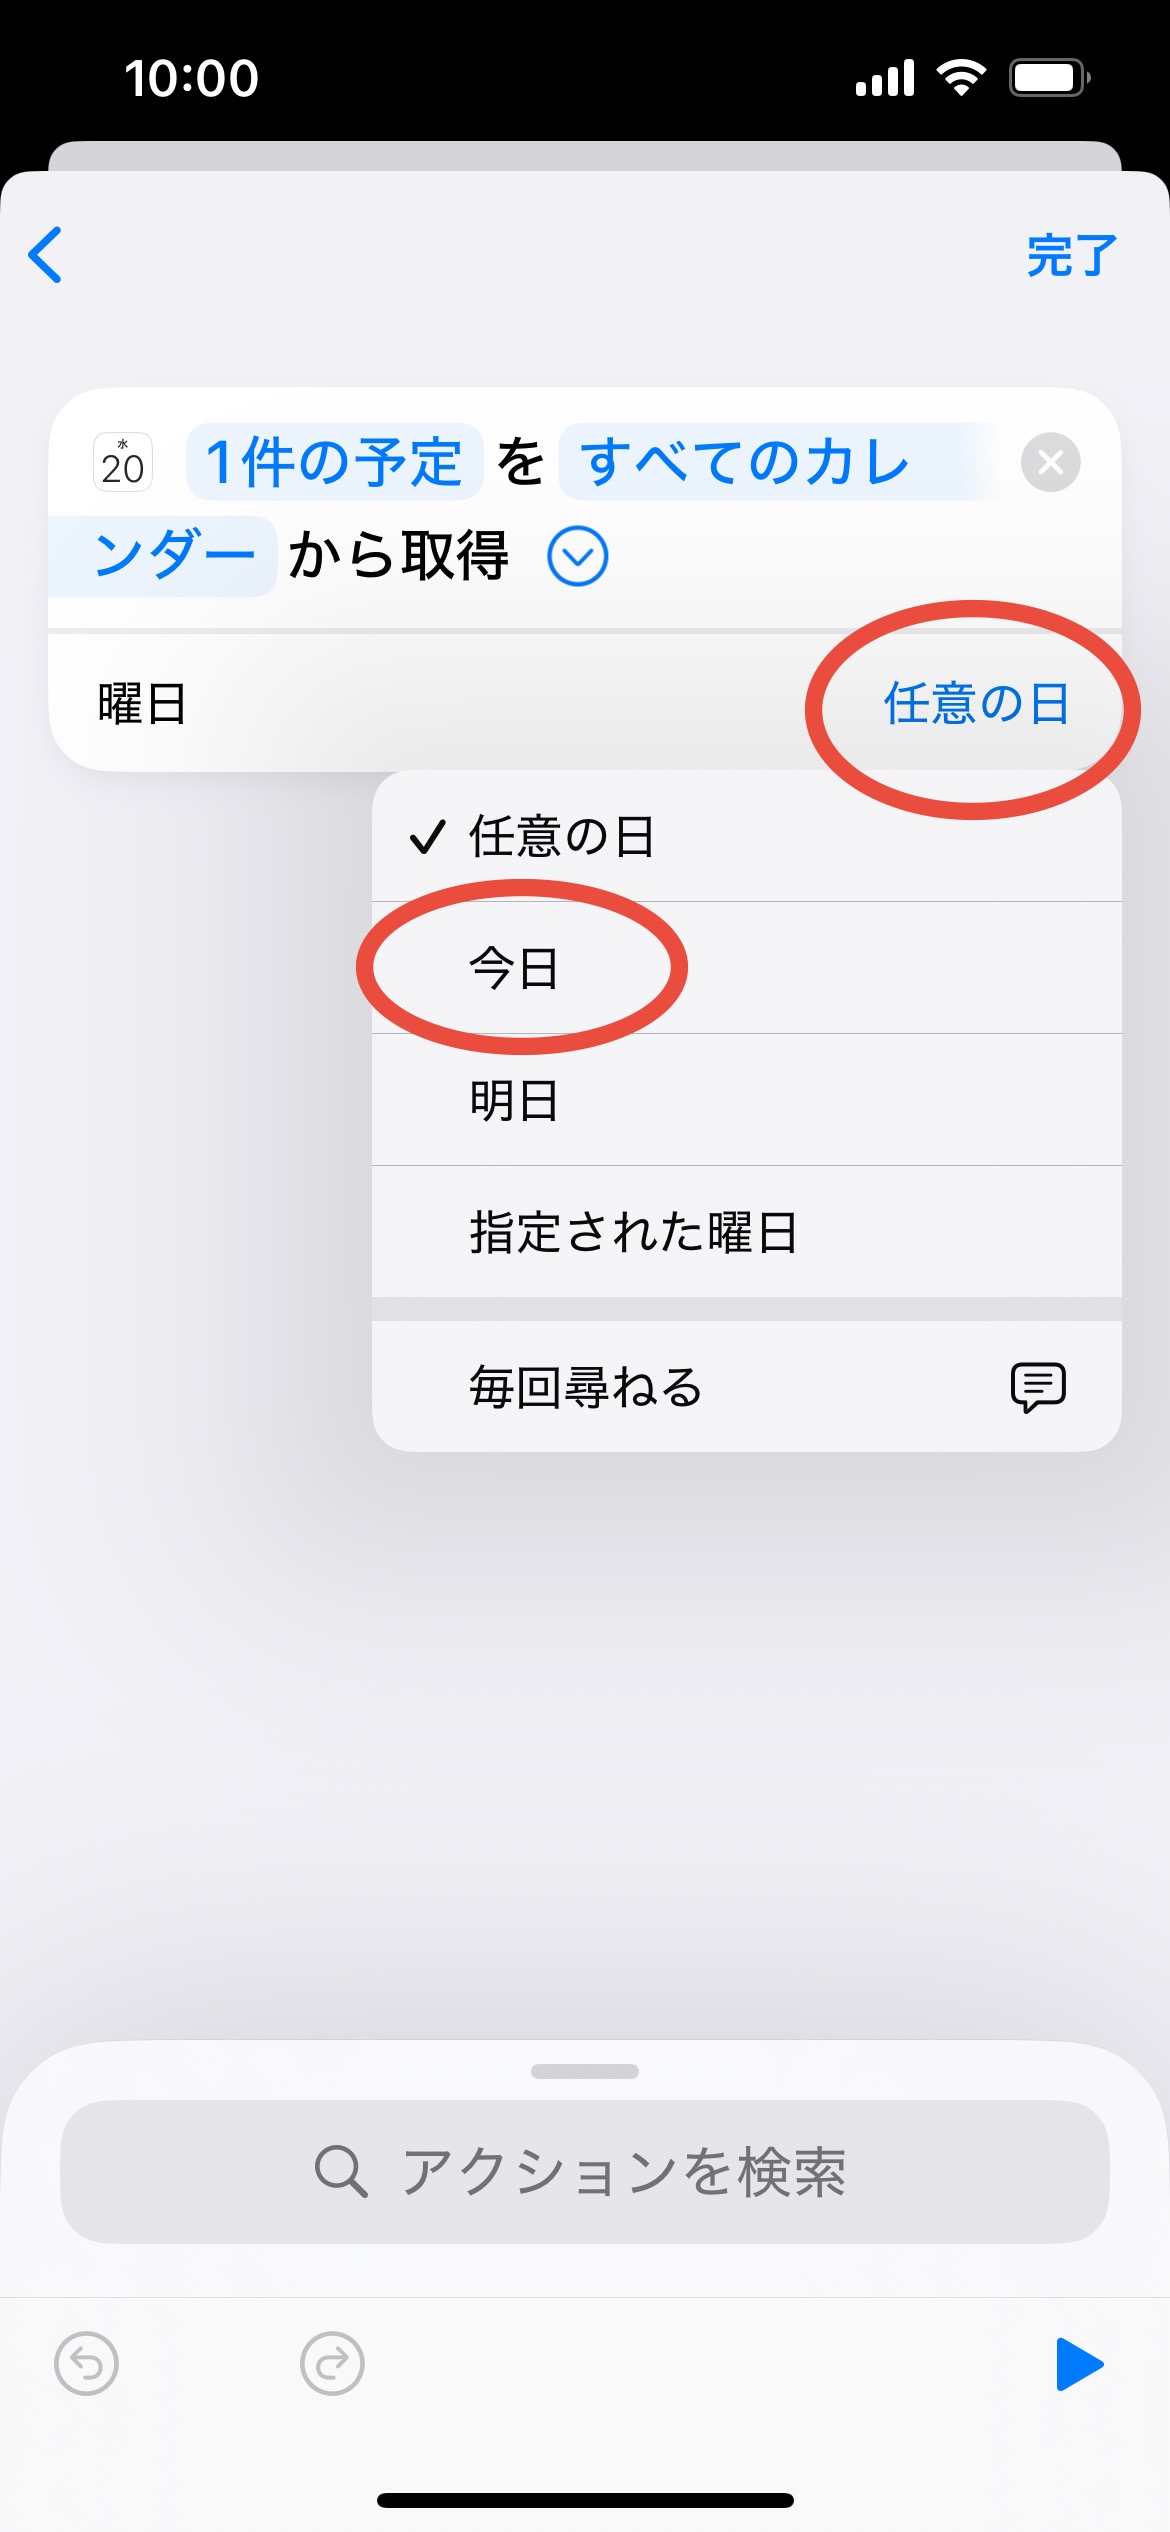 10:00
完了
水
20
1件の予定 を すべてのカレ
ンダー から取得
曜日
任意の日
任意の日
今日
明日
指定された曜日
毎回尋ねる
アクションを検索